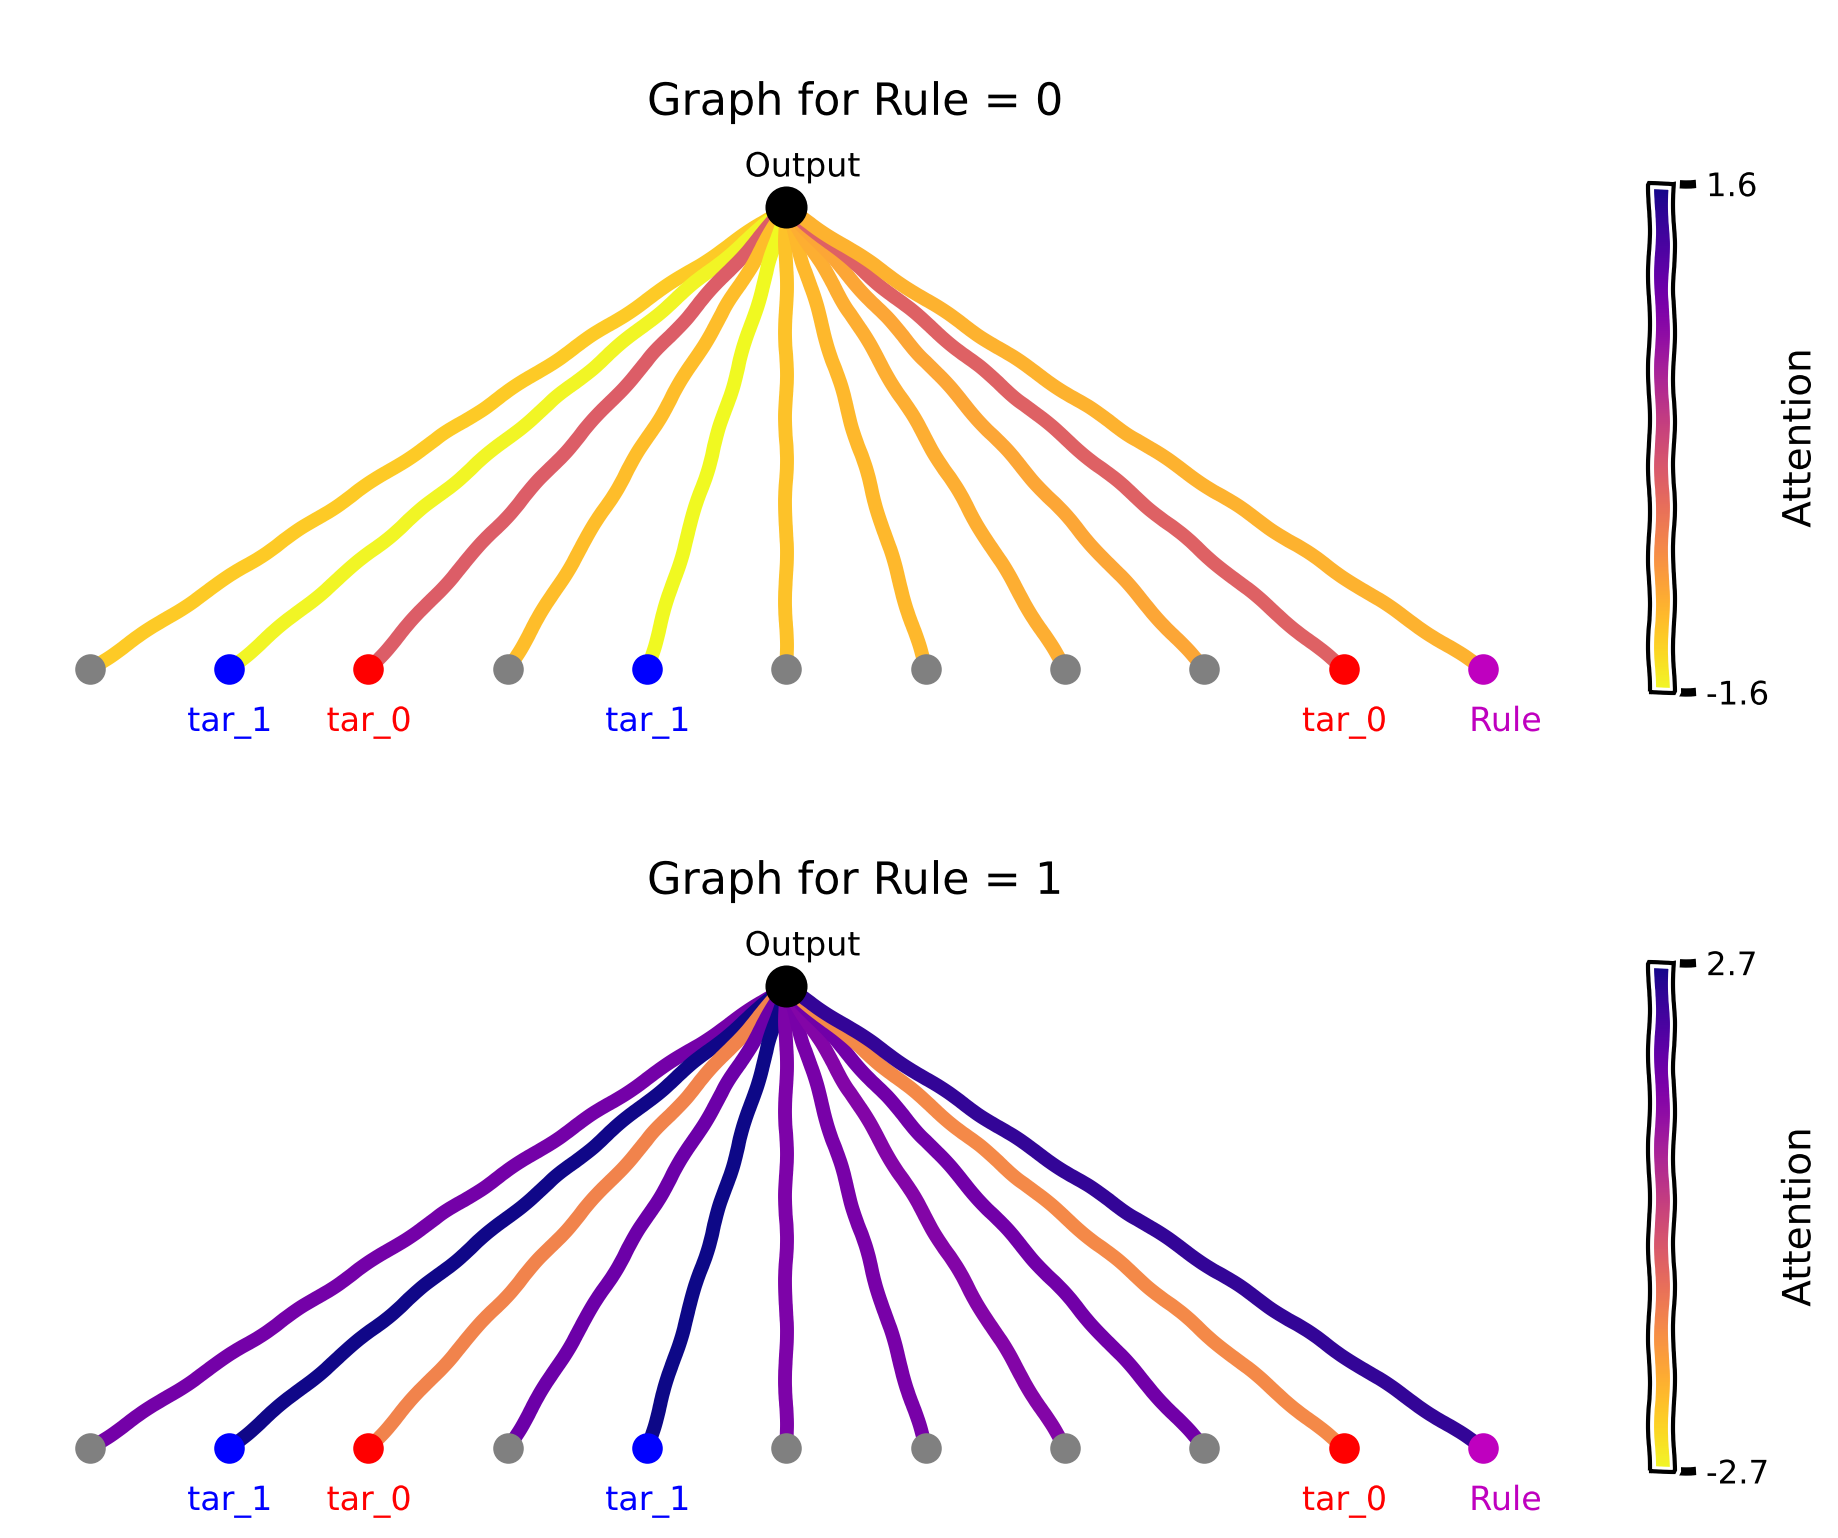 Graph for Rule = 0
Output
1.6
Attention
-1.6
tar_1 tar_0 tar_1 tar_0 Rule
Graph for Rule = 1
Output
2.7
Attention
-2.7
tar_1 tar_0 tar_1 tar_0 Rule